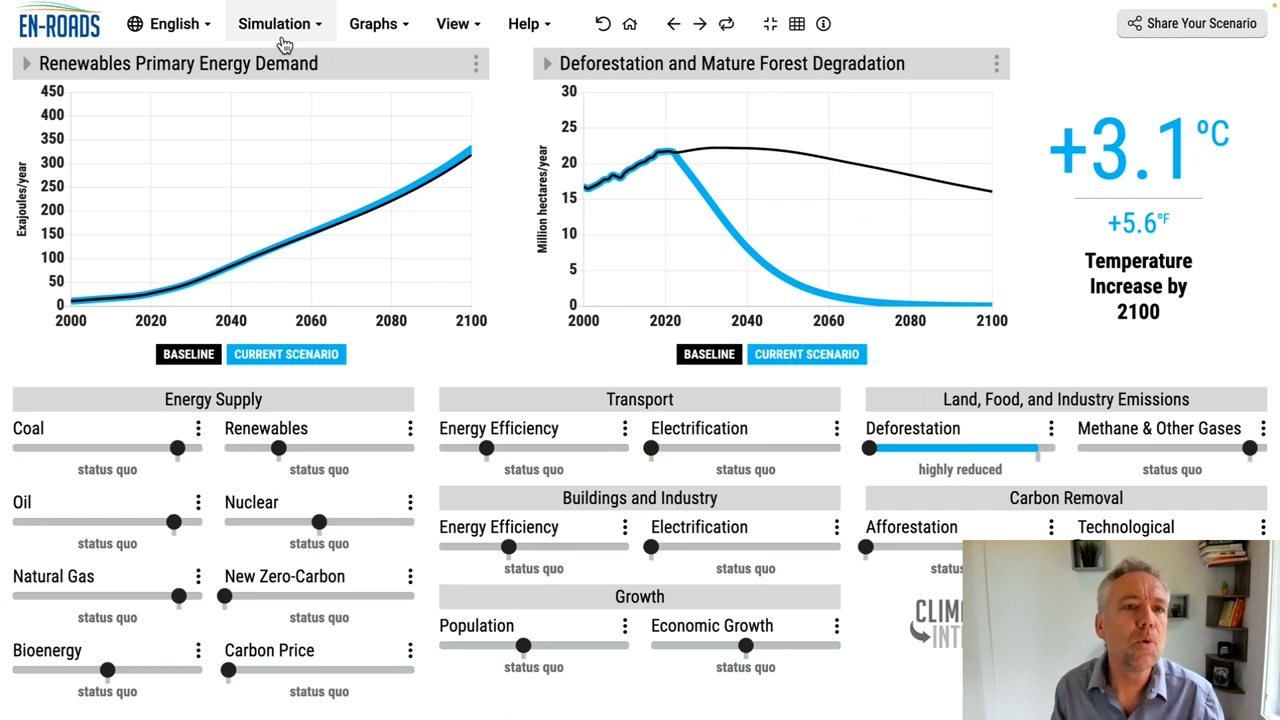 EN-ROADS
English
Simulation
Graphs
View
Help
Share Your Scenario
Renewables Primary Energy Demand
450
400
350
300
250
200
150
100
50
0
Exajoules/year
2000
2020
2040
2060
2080
2100
BASELINE
CURRENT SCENARIO
Deforestation and Mature Forest Degradation
30
25
20
15
10
5
0
Million hectares/year
2000
2020
2040
2060
2080
2100
BASELINE
CURRENT SCENARIO
+3.1°C
+5.6°F
Temperature
Increase by
2100
Energy Supply
Coal
status quo
Renewables
status quo
Oil
status quo
Nuclear
status quo
Natural Gas
status quo
New Zero-Carbon
status quo
Bioenergy
status quo
Carbon Price
status quo
Transport
Energy Efficiency
status quo
Electrification
status quo
Buildings and Industry
Energy Efficiency
status quo
Electrification
status quo
Growth
Population
status quo
Economic Growth
status quo
Land, Food, and Industry Emissions
Deforestation
highly reduced
Methane & Other Gases
status quo
Carbon Removal
Afforestation
Technological